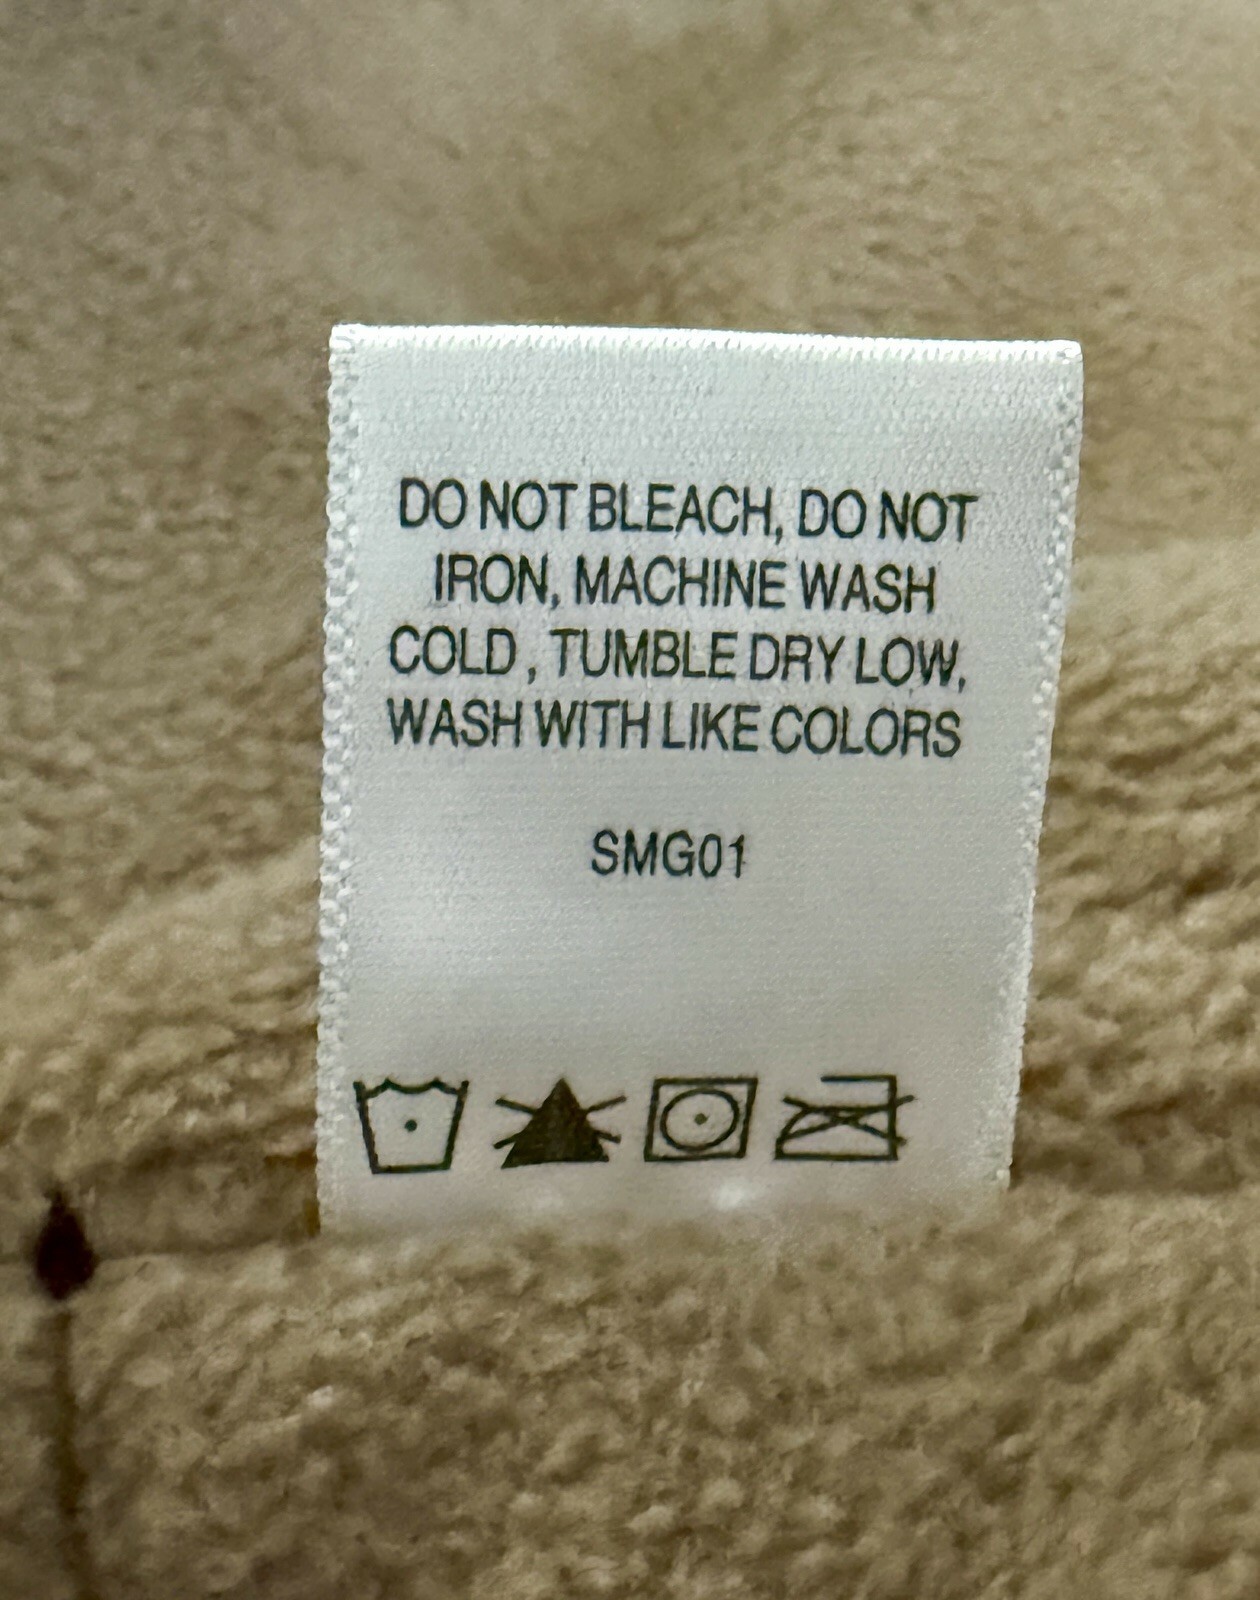 DO NOT BLEACH, DO NOT
IRON, MACHINE WASH
COLD , TUMBLE DRY LOW,
WASH WITH LIKE COLORS
SMG01